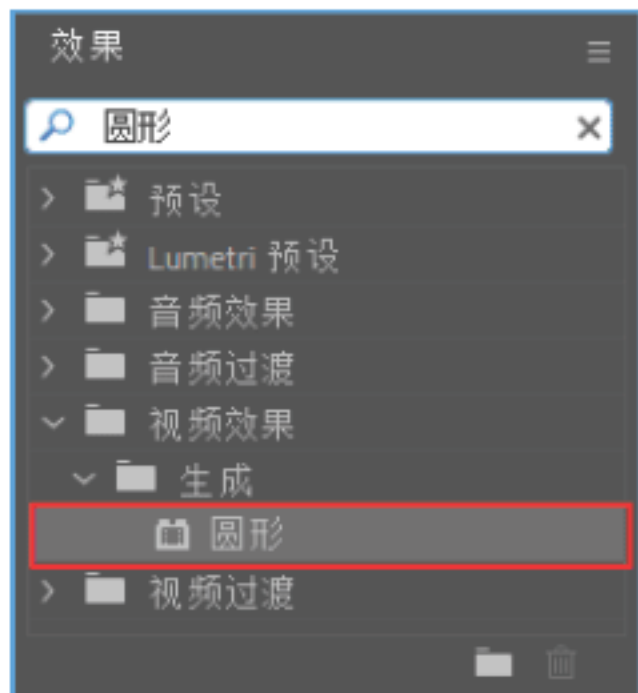 效果
圆形
预设
Lumetri 预设
音频效果
音频过渡
视频效果
生成
圆形
视频过渡